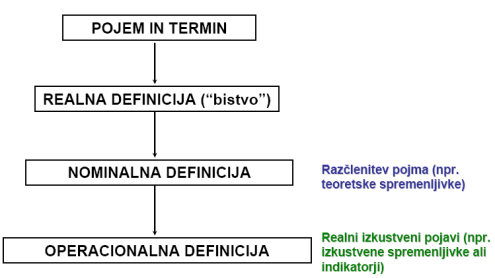 POJEM IN TERMIN
REALNA DEFINICIJA (“bistvo”)
NOMINALNA DEFINICIJA
Razčlenitev pojma (npr.
teoretske spremenljivke)
OPERACIONALNA DEFINICIJA
Realni izkustveni pojavi (npr.
izkustvene spremenljivke ali
indikatorji)